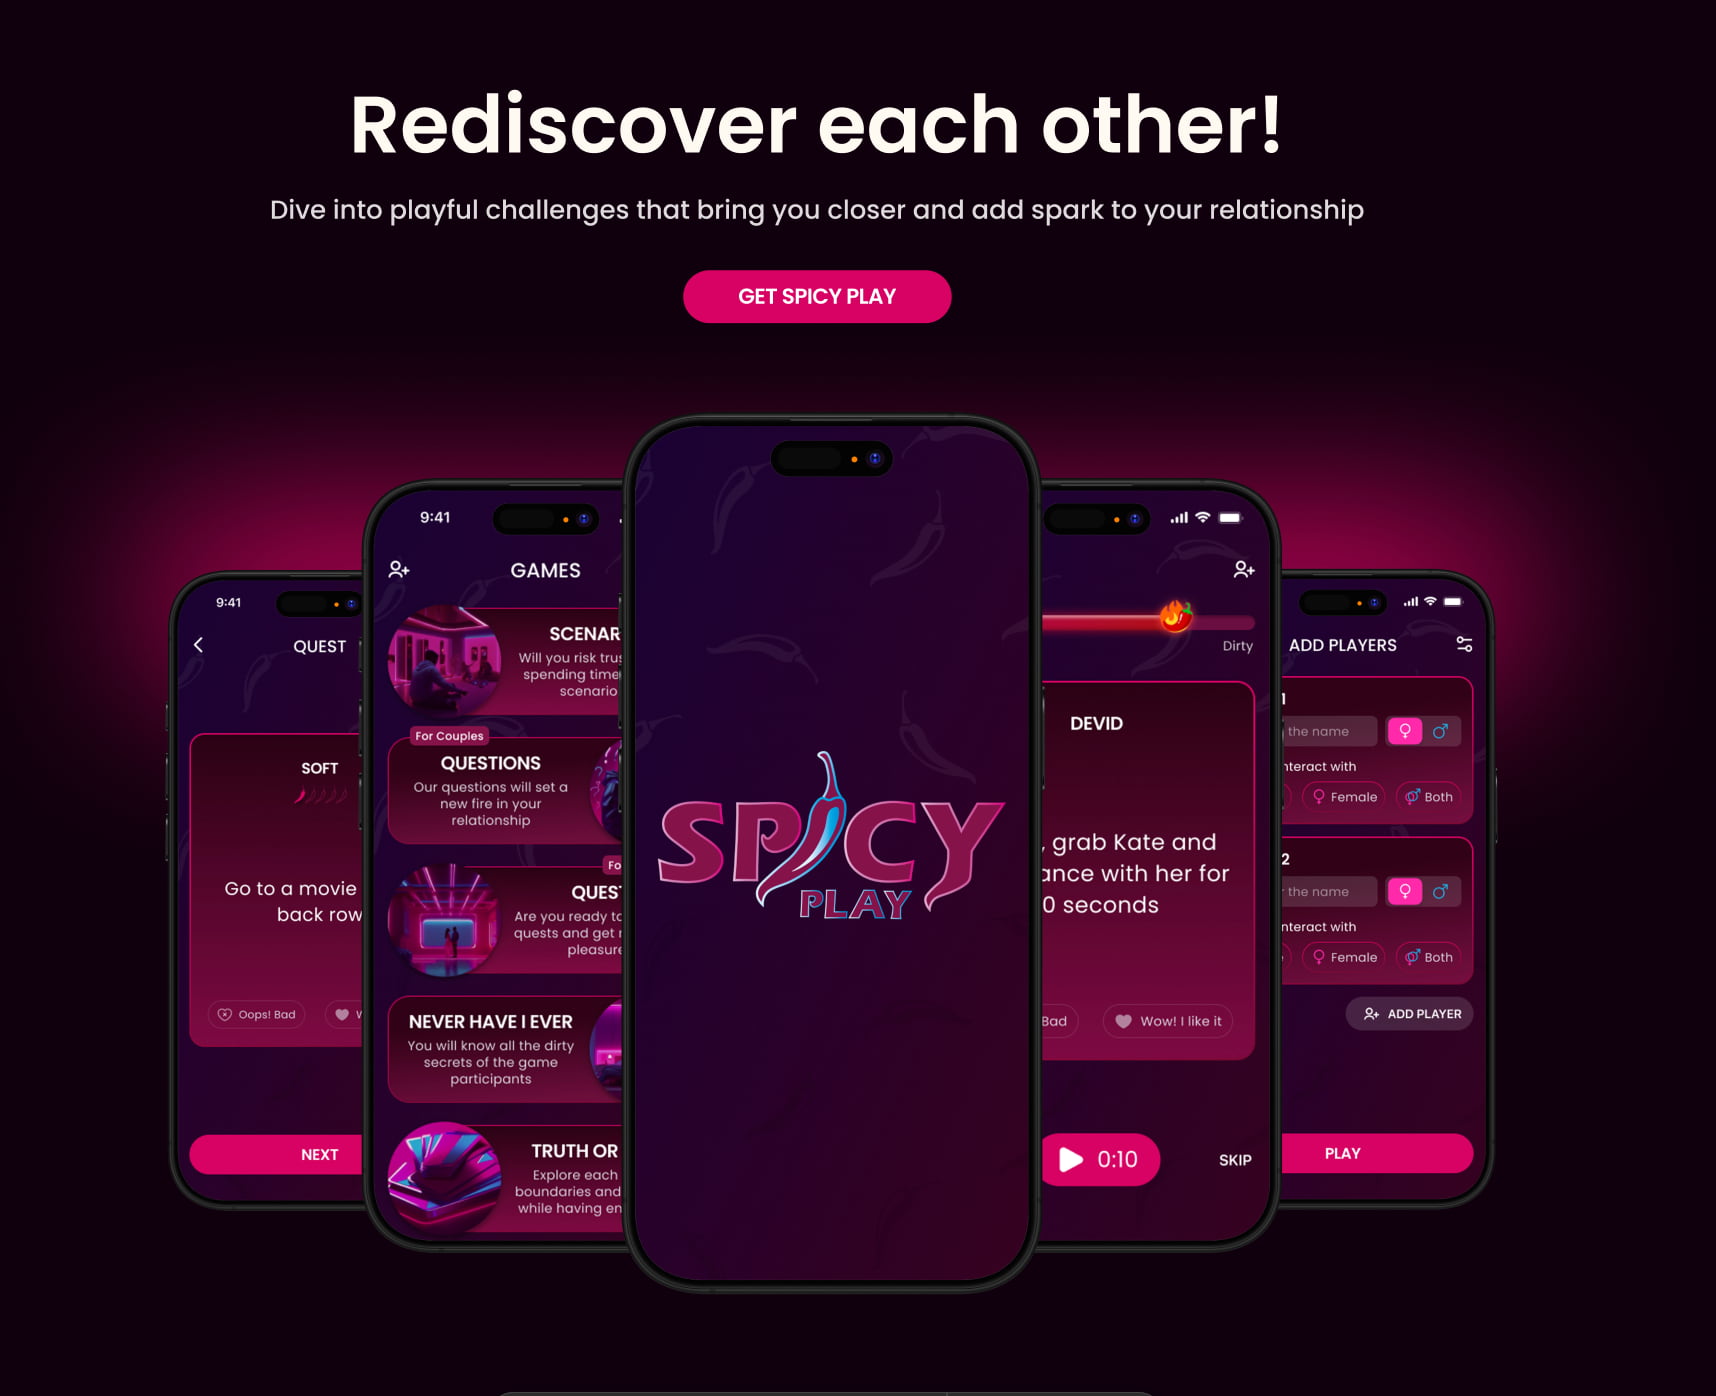 Rediscover each other!
Dive into playful challenges that bring you closer and add spark to your relationship
GET SPICY PLAY
9:41
QUEST
SOFT
Go to a movie
back row
Oops! Bad
NEXT
9:41
GAMES
SCENAR
Will you risk trus
spending time
scenario
For Couples
QUESTIONS
Our questions will set a
new fire in your
relationship
Fo
QUEST
Are you ready to
quests and get
pleasure
NEVER HAVE I EVER
You will know all the dirty
secrets of the game
participants
TRUTH OR
Explore each
boundaries and
while having en
SPICY
PLAY
Dirty
DEVID
, grab Kate and
ance with her for
0 seconds
Bad
Wow! I like it
0:10
SKIP
ADD PLAYERS
1
the name
nteract with
Female
Both
2
the name
nteract with
Female
Both
ADD PLAYER
PLAY